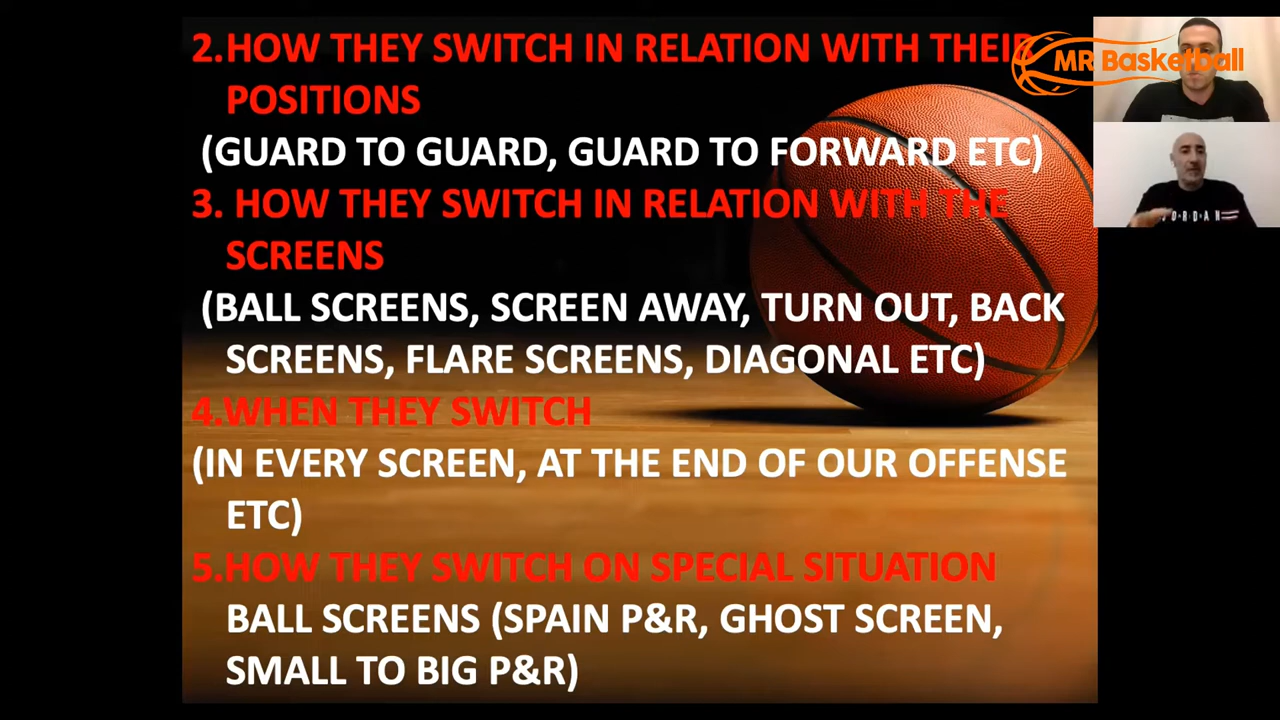 2.HOW THEY SWITCH IN RELATION WITH THEIR
POSITIONS
(GUARD TO GUARD, GUARD TO FORWARD ETC)
3. HOW THEY SWITCH IN RELATION WITH THE
SCREENS
(BALL SCREENS, SCREEN AWAY, TURN OUT, BACK
SCREENS, FLARE SCREENS, DIAGONAL ETC)
4.WHEN THEY SWITCH
(IN EVERY SCREEN, AT THE END OF OUR OFFENSE
ETC)
5.HOW THEY SWITCH ON SPECIAL SITUATION
BALL SCREENS (SPAIN P&R, GHOST SCREEN,
SMALL TO BIG P&R)
MR Basketball
JORDAN